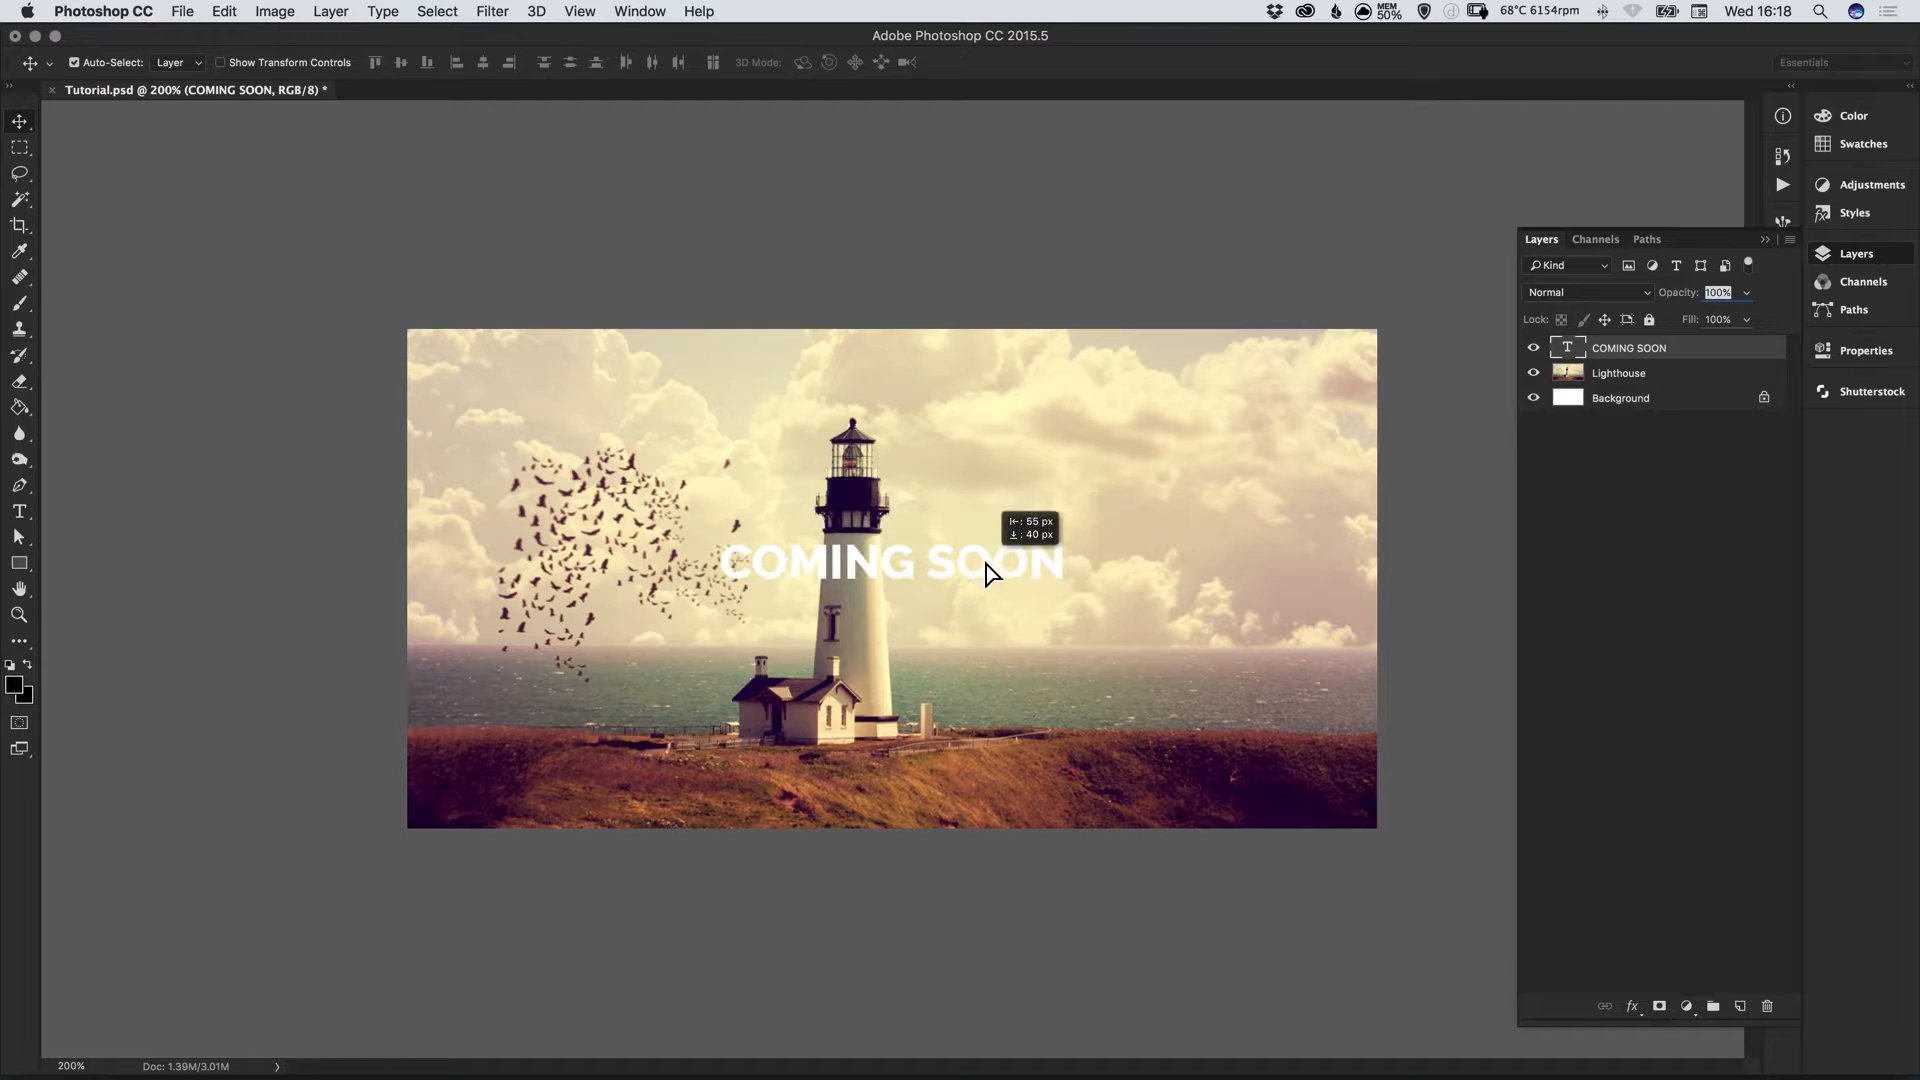 Photoshop CC File Edit Image Layer Type Select Filter 3D View Window Help MEM 50% 68°C 6154rpm Wed 16:18
Adobe Photoshop CC 2015.5
Auto-Select: Layer Show Transform Controls 3D Mode: Essentials
Tutorial.psd @ 200% (COMING SOON, RGB/8) *
Color
Swatches
Adjustments
Styles
Layers
Channels
Paths
Properties
Shutterstock
Layers Channels Paths
Kind
Normal Opacity: 100%
Lock: Fill: 100%
COMING SOON
Lighthouse
Background
: 55 px
: 40 px
COMING SOON
200% Doc: 1.39M/3.01M